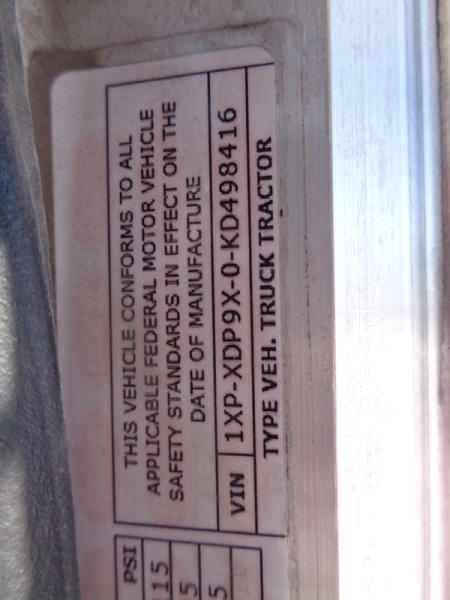 THIS VEHICLE CONFORMS TO ALL
APPLICABLE FEDERAL MOTOR VEHICLE
SAFETY STANDARDS IN EFFECT ON THE
DATE OF MANUFACTURE
VIN 1XP-XDP9X-0-KD498416
TYPE VEH. TRUCK TRACTOR
PSI
115
5
5